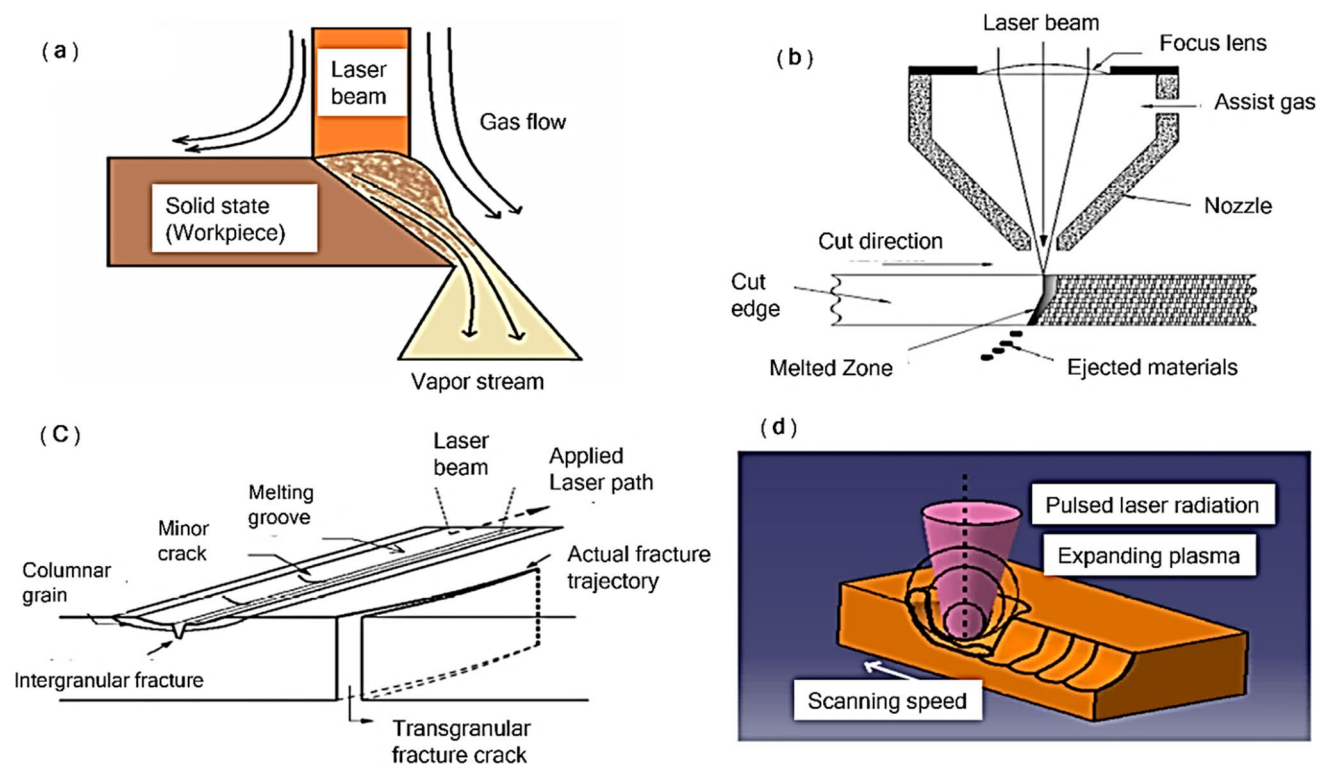 (a)
Laser
beam
Gas flow
Solid state
(Workpiece)
Vapor stream
(b)
Laser beam
Focus lens
Assist gas
Nozzle
Cut direction
Cut
edge
Melted Zone
Ejected materials
(C)
Laser
beam
Applied
Laser path
Melting
groove
Minor
crack
Columnar
grain
Actual fracture
trajectory
Intergranular fracture
Transgranular
fracture crack
(d)
Pulsed laser radiation
Expanding plasma
Scanning speed